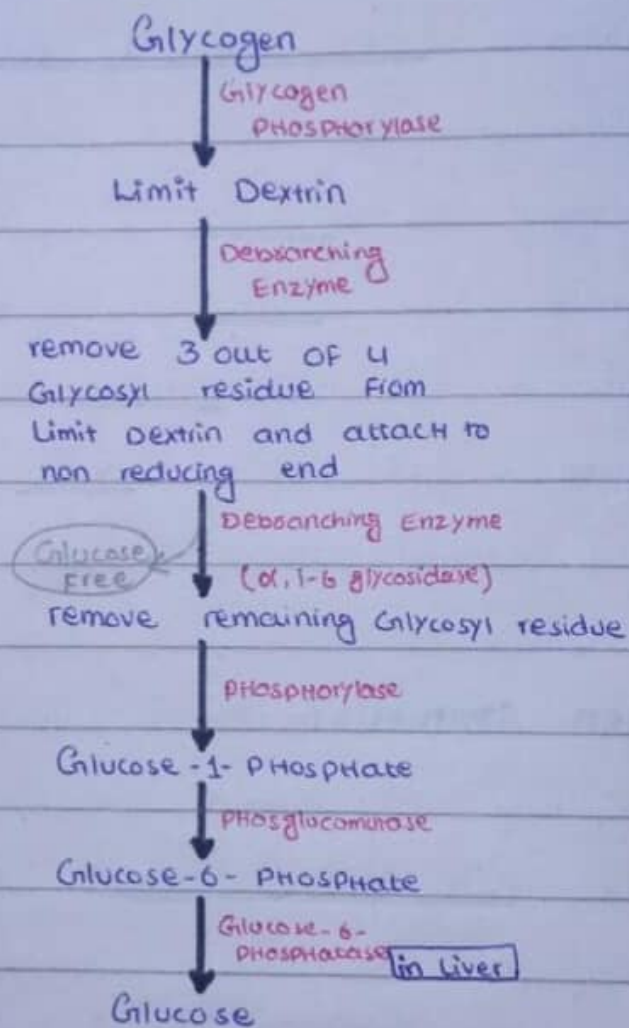 Glycogen
Glycogen
PHOSPHorylase
Limit Dextrin
Debranching
Enzyme
remove 3 out OF 4
Glycosyl residue From
Limit Dextrin and attacH to
non reducing end
Debranching Enzyme
Glucose
Free
(α, 1-6 glycosidase)
remove remaining Glycosyl residue
PHosPHorylase
Glucose-1-PHosPHate
PHosglucomutase
Glucose-6-PHosPHate
Glucose-6-
PHosPHatase in Liver
Glucose